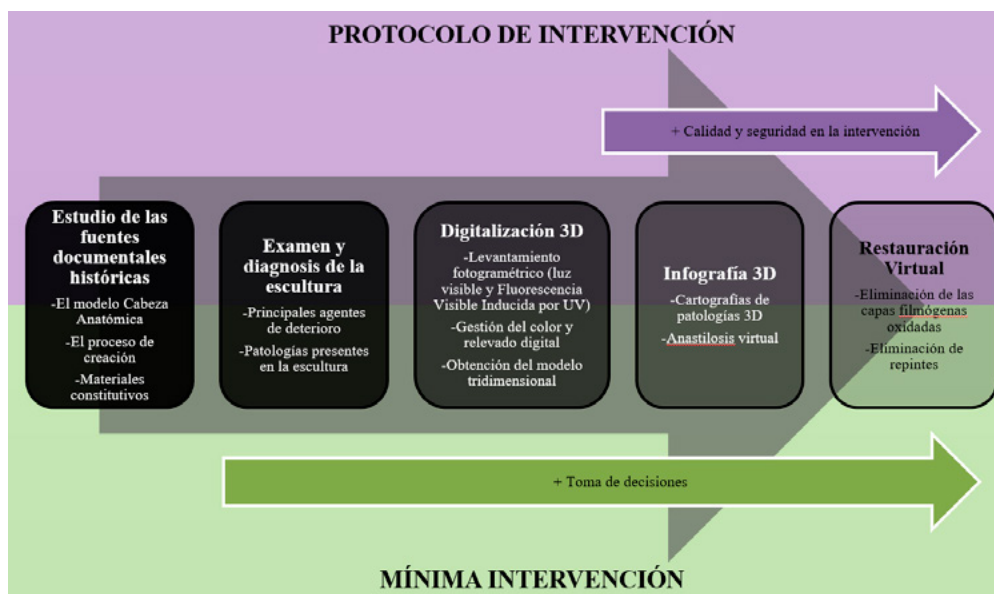 PROTOCOLO DE INTERVENCIÓN
+ Calidad y seguridad en la intervención
Estudio de las
fuentes
documentales
históricas
-El modelo Cabeza
Anatómica
-El proceso de
creación
-Materiales
constitutivos
Examen y
diagnosis de la
escultura
-Principales agentes
de deterioro
-Patologías presentes
en la escultura
Digitalización 3D
-Levantamiento
fotogramétrico (luz
visible y Fluorescencia
Visible Inducida por UV)
-Gestión del color y
relevado digital
-Obtención del modelo
tridimensional
Infografía 3D
-Cartografías de
patologías 3D
-Anastilosis virtual
Restauración
Virtual
-Eliminación de las
capas filmógenas
oxidadas
-Eliminación de
repintes
+ Toma de decisiones
MÍNIMA INTERVENCIÓN